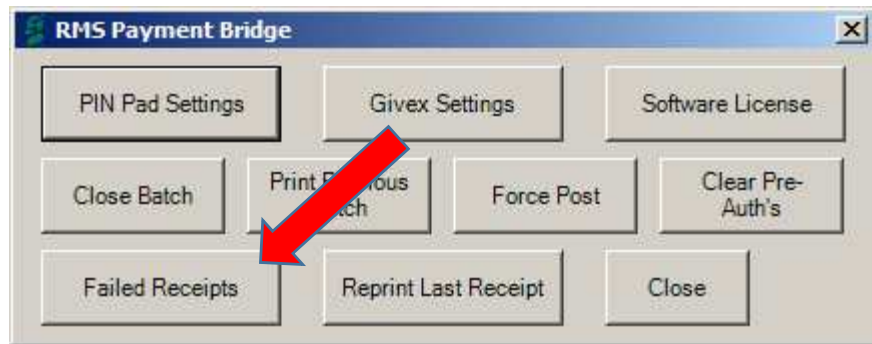 RMS Payment Bridge
PIN Pad Settings
Givex Settings
Software License
Close Batch
Print
ous
Force Post
Clear Pre-
Auth's
Failed Receipts
Reprint Last Receipt
Close